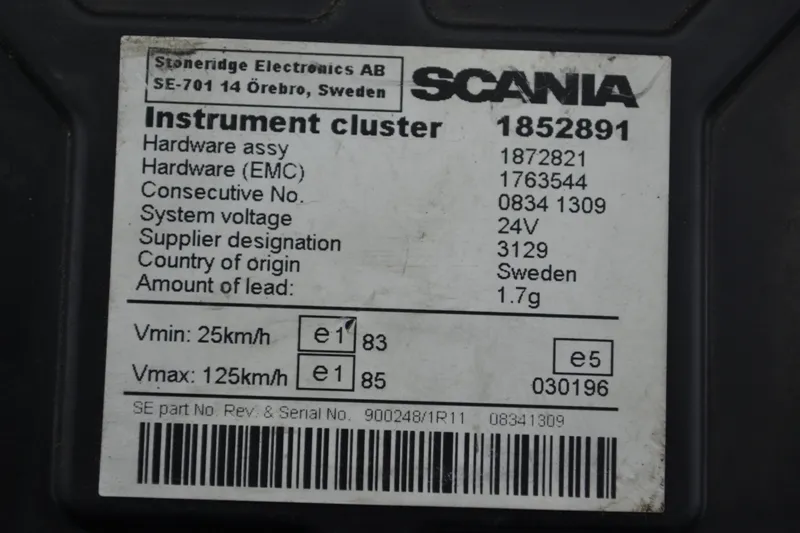 Stoneridge Electronics AB
SE-701 14 Örebro, Sweden
SCANIA
Instrument cluster 1852891
Hardware assy 1872821
Hardware (EMC) 1763544
Consecutive No. 0834 1309
System voltage 24V
Supplier designation 3129
Country of origin Sweden
Amount of lead: 1.7g
Vmin: 25km/h e1 83
e5
Vmax: 125km/h e1 85
030196
SE part No. Rev. & Serial No. 900248/1R11 08341309